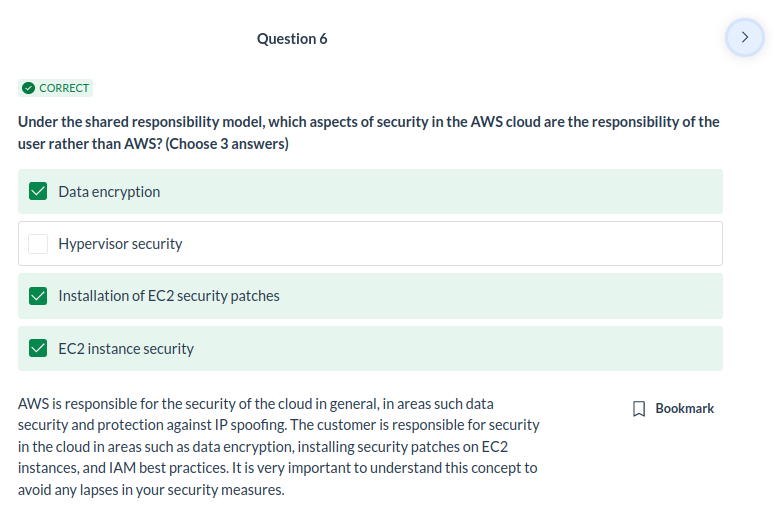 Question 6
CORRECT
Under the shared responsibility model, which aspects of security in the AWS cloud are the responsibility of the
user rather than AWS? (Choose 3 answers)
Data encryption
Hypervisor security
Installation of EC2 security patches
EC2 instance security
AWS is responsible for the security of the cloud in general, in areas such data
security and protection against IP spoofing. The customer is responsible for security
in the cloud in areas such as data encryption, installing security patches on EC2
instances, and IAM best practices. It is very important to understand this concept to
avoid any lapses in your security measures.
Bookmark